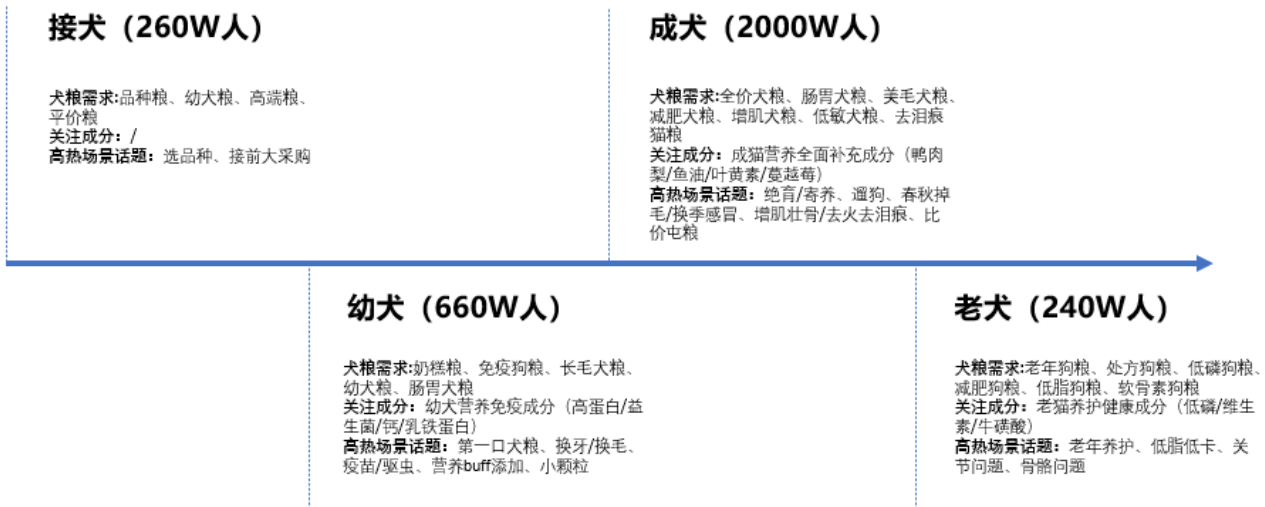 接犬（260W人）
犬粮需求:品种粮、幼犬粮、高端粮、
平价粮
关注成分：/
高热场景话题：选品种、接前大采购
成犬（2000W人）
犬粮需求:全价犬粮、肠胃犬粮、美毛犬粮、
减肥犬粮、增肌犬粮、低敏犬粮、去泪痕
猫粮
关注成分：成猫营养全面补充成分（鸭肉
梨/鱼油/叶黄素/蔓越莓）
高热场景话题：绝育/寄养、遛狗、春秋掉
毛/换季感冒、增肌壮骨/去火去泪痕、比
价屯粮
幼犬（660W人）
犬粮需求:奶糕粮、免疫狗粮、长毛犬粮、
幼犬粮、肠胃犬粮
关注成分：幼犬营养免疫成分（高蛋白/益
生菌/钙/乳铁蛋白）
高热场景话题：第一口犬粮、换牙/换毛、
疫苗/驱虫、营养buff添加、小颗粒
老犬（240W人）
犬粮需求:老年狗粮、处方狗粮、低磷狗粮、
减肥狗粮、低脂狗粮、软骨素狗粮
关注成分：老猫养护健康成分（低磷/维生
素/牛磺酸）
高热场景话题：老年养护、低脂低卡、关
节问题、骨骼问题